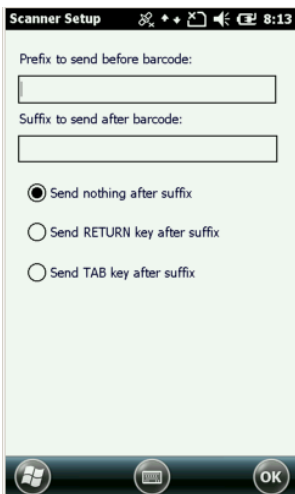 Scanner Setup 8:13
Prefix to send before barcode:
Suffix to send after barcode:
Send nothing after suffix
Send RETURN key after suffix
Send TAB key after suffix
OK